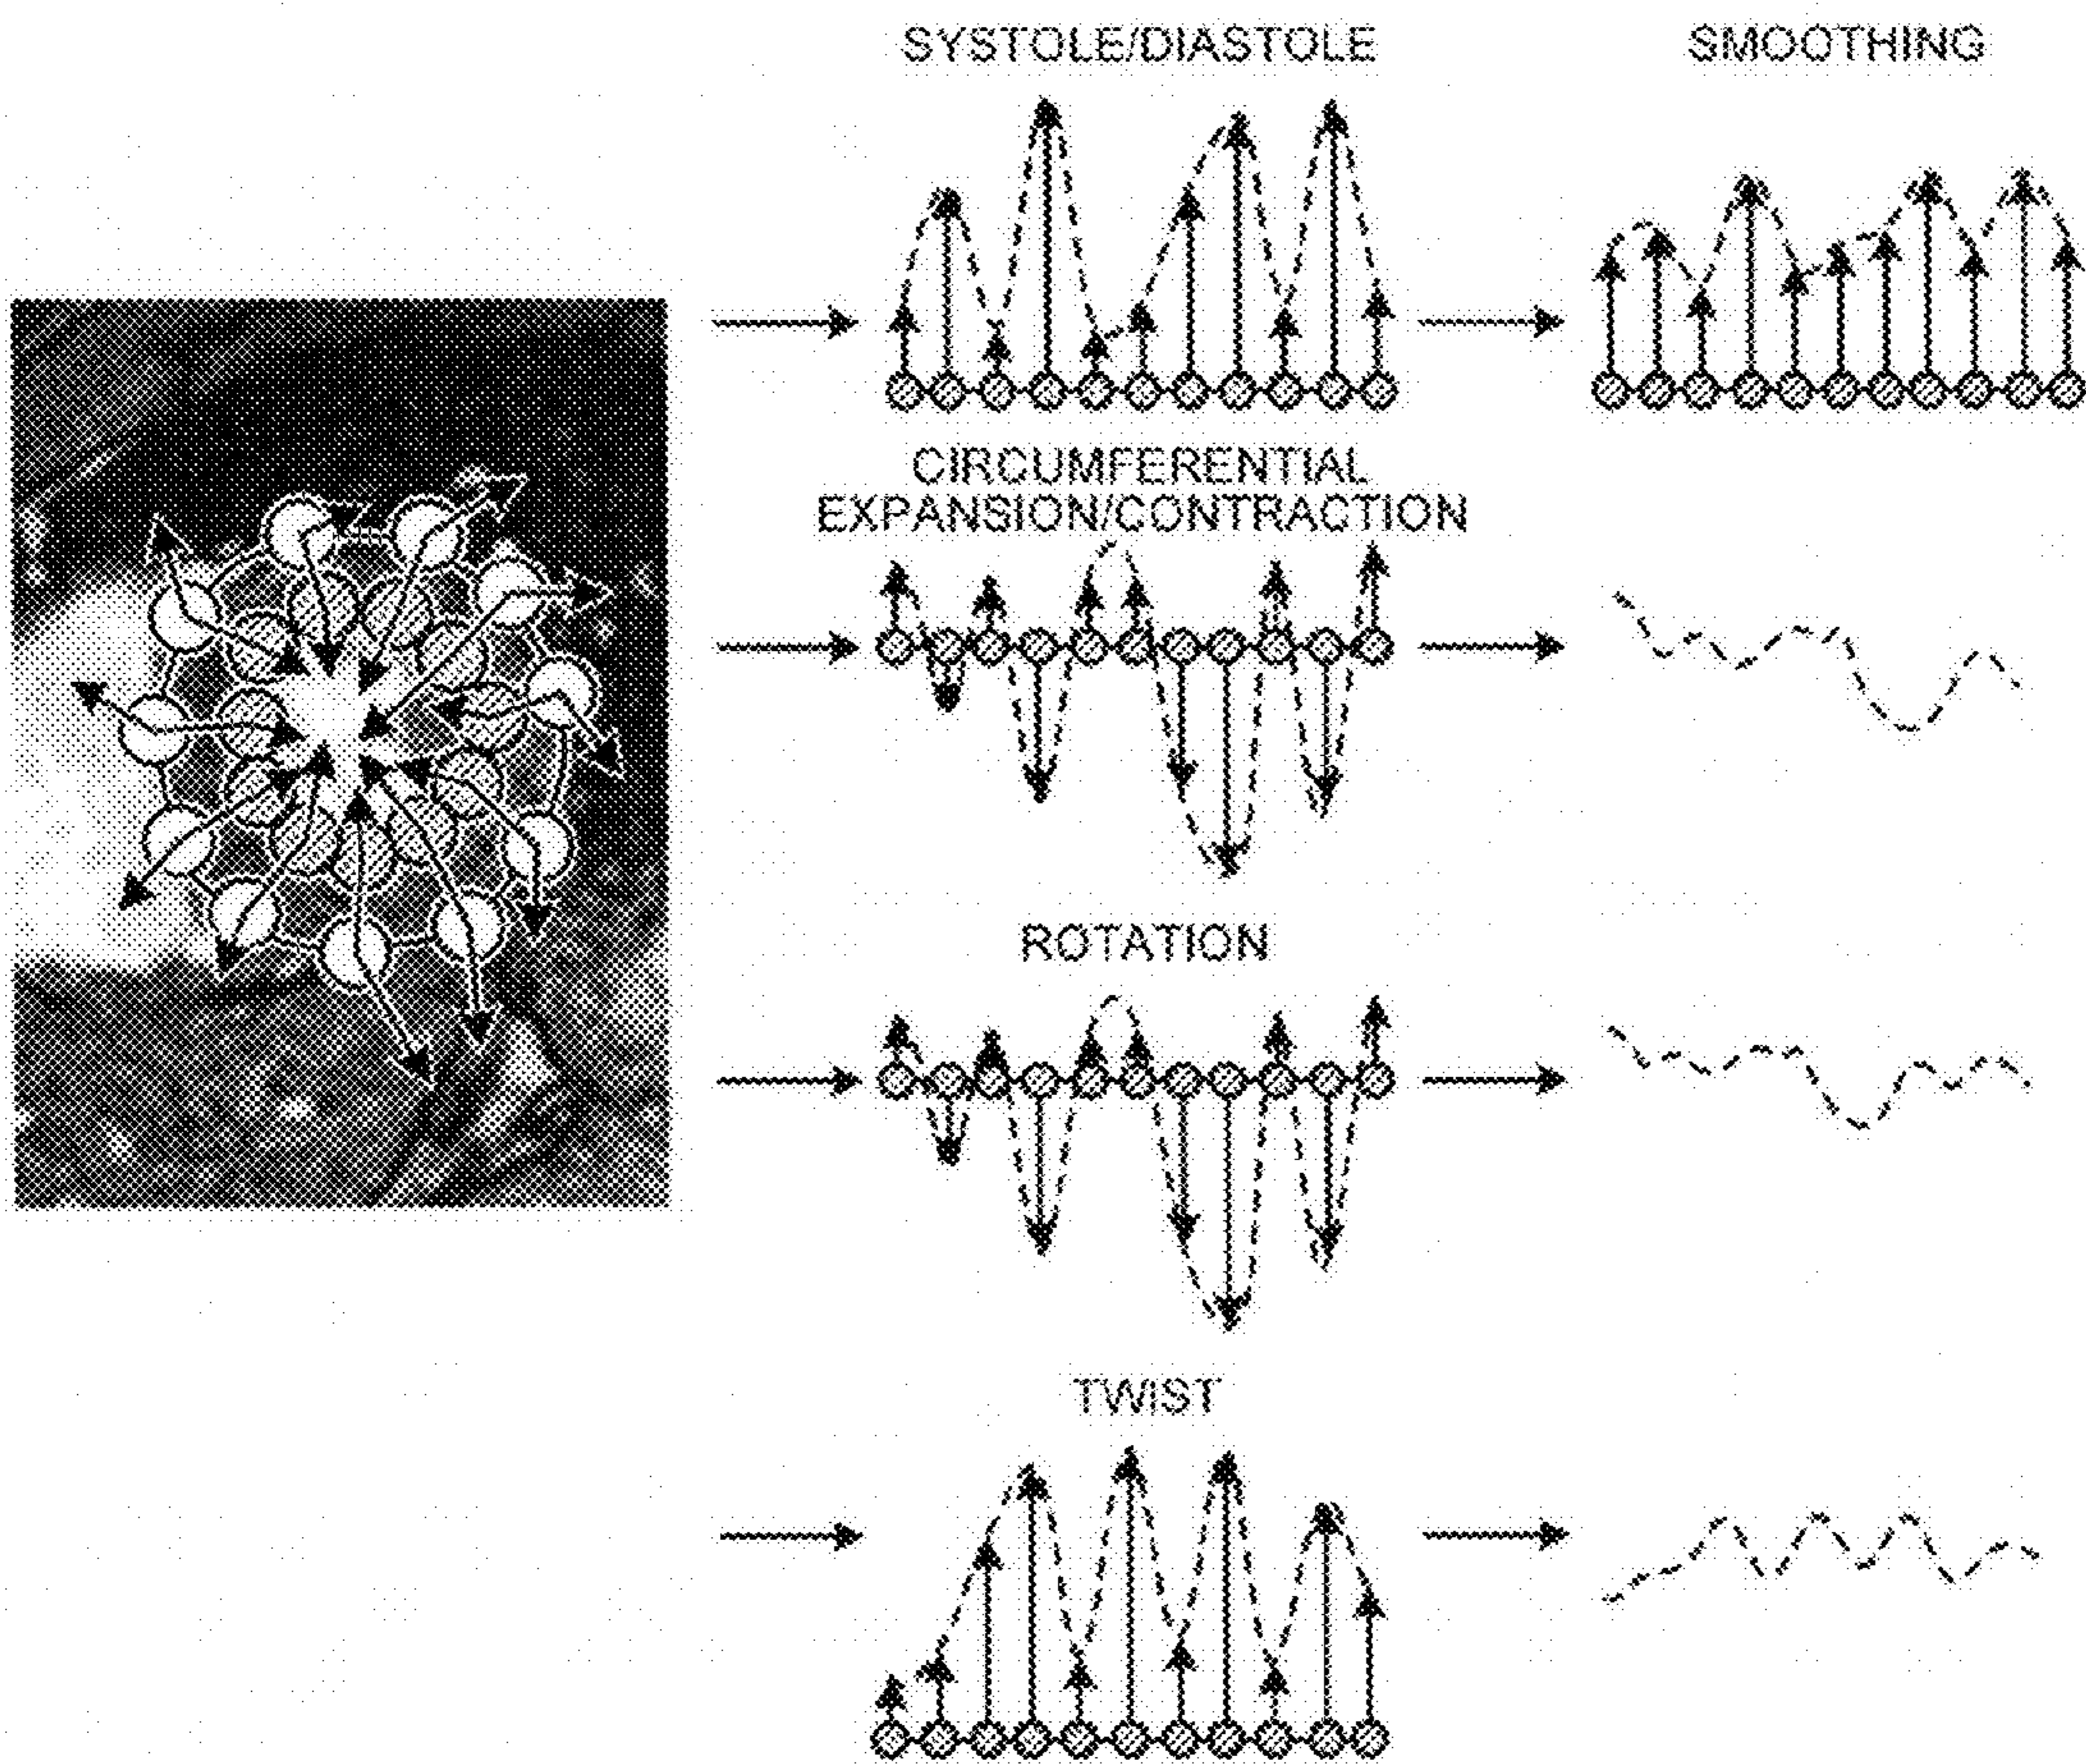 SYSTOLE/DIASTOLE
SMOOTHING
CIRCUMFERENTIAL
EXPANSION/CONTRACTION
ROTATION
TWIST